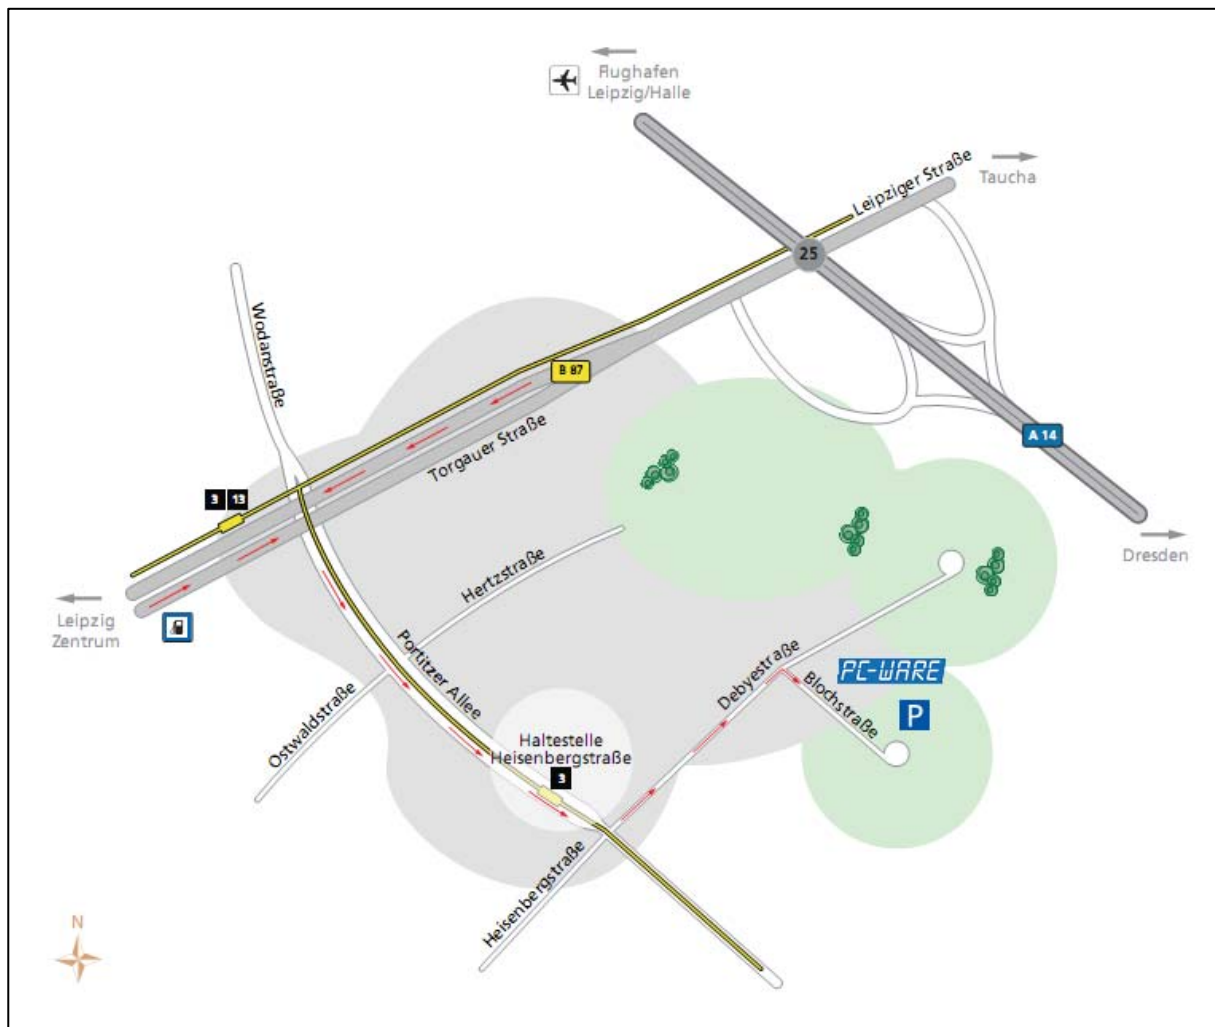 Flughafen
Leipzig/Halle
Leipziger Straße
Taucha
25
Wodanstraße
B 87
Torgauer Straße
A 14
3 13
Dresden
Hertzstraße
Leipzig
Zentrum
Portitzer Allee
Debyestraße
PC-WARE
Blochstraße
P
Ostwaldstraße
Haltestelle
Heisenbergstraße
3
Heisenbergstraße
N